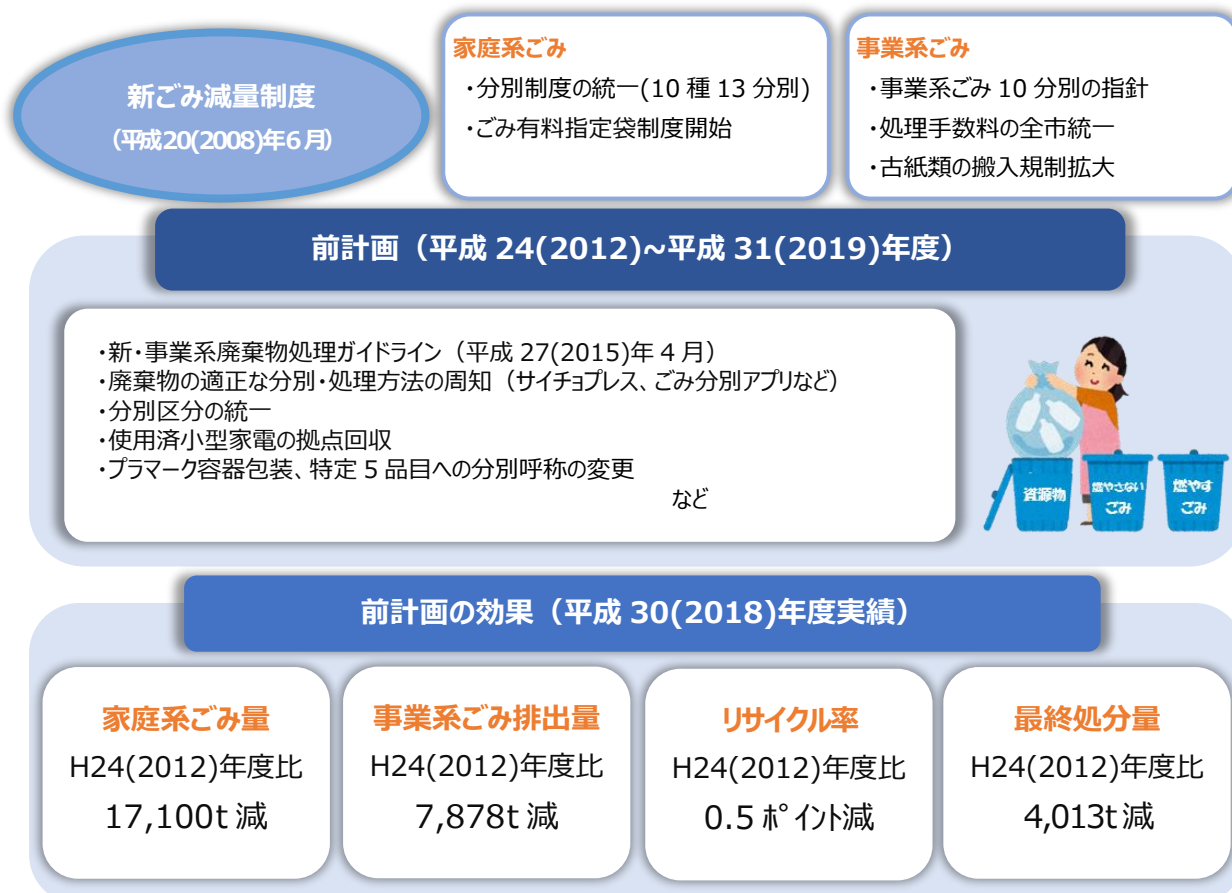 新ごみ減量制度
（平成20(2008)年6月）
家庭系ごみ
・分別制度の統一(10 種 13 分別)
・ごみ有料指定袋制度開始
事業系ごみ
・事業系ごみ 10 分別の指針
・処理手数料の全市統一
・古紙類の搬入規制拡大
前計画（平成 24(2012)~平成 31(2019)年度）
・新・事業系廃棄物処理ガイドライン（平成 27(2015)年 4 月）
・廃棄物の適正な分別・処理方法の周知（サイチョプレス、ごみ分別アプリなど）
・分別区分の統一
・使用済小型家電の拠点回収
・プラマーク容器包装、特定 5 品目への分別呼称の変更
など
資源物
燃やさない
ごみ
燃やす
ごみ
前計画の効果（平成 30(2018)年度実績）
家庭系ごみ量
H24(2012)年度比
17,100t 減
事業系ごみ排出量
H24(2012)年度比
7,878t 減
リサイクル率
H24(2012)年度比
0.5 ﾎﾟｲﾝﾄ減
最終処分量
H24(2012)年度比
4,013t 減